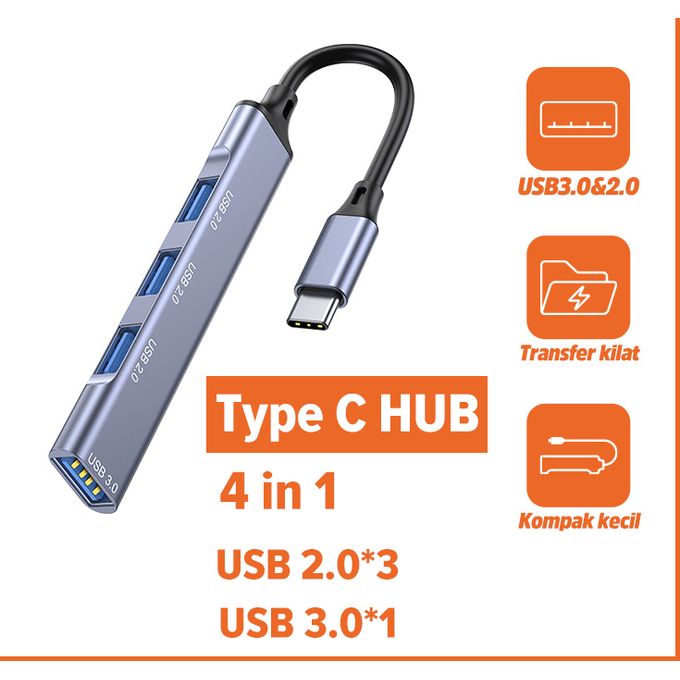 USB 2.0
USB 2.0
USB 2.0
USB 3.0
USB3.0&2.0
Transfer kilat
Kompak kecil
Type C HUB
4 in 1
USB 2.0*3
USB 3.0*1